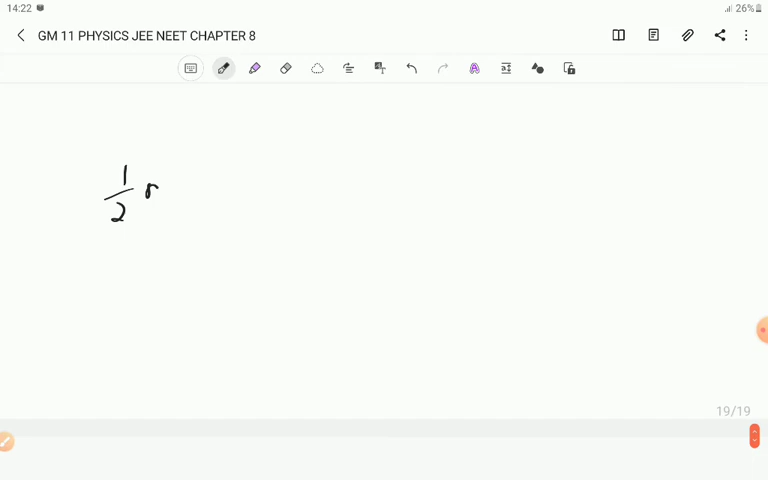 14:22 26%
GM 11 PHYSICS JEE NEET CHAPTER 8
1/2 r
19/19